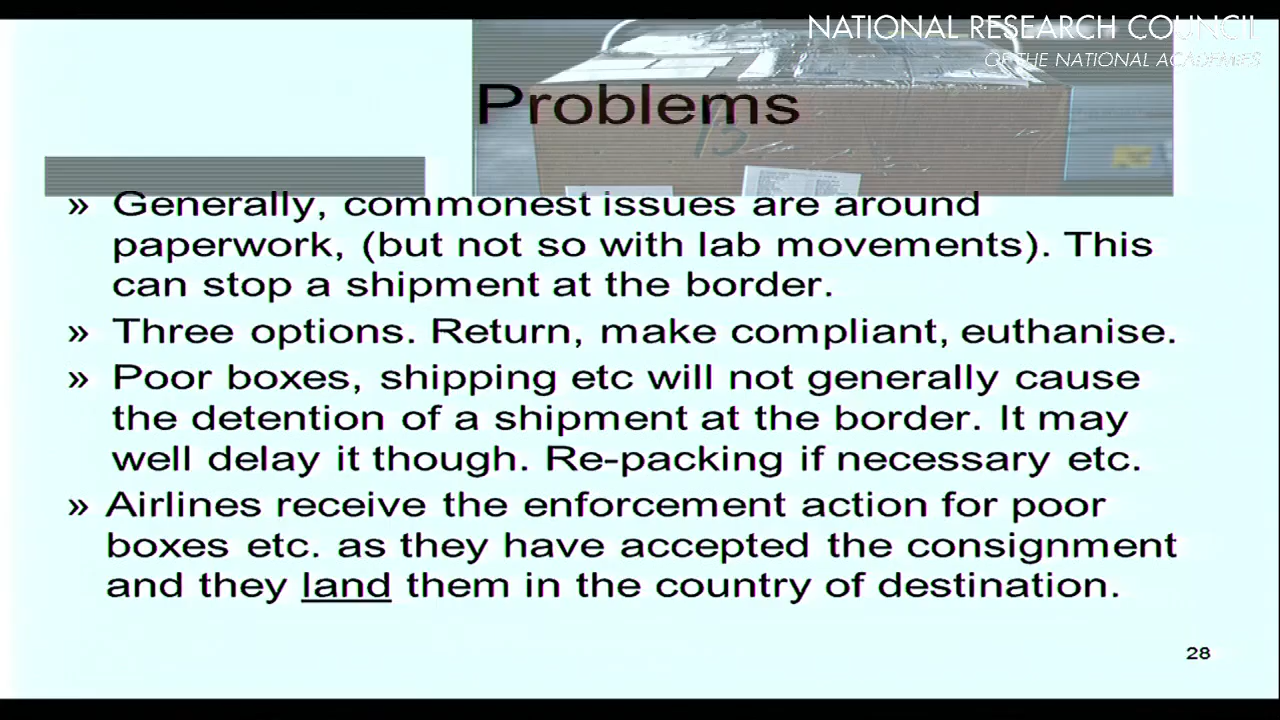 NATIONAL RESEARCH COUNCIL
OF THE NATIONAL ACADEMIES
Problems
13
» Generally, commonest issues are around
paperwork, (but not so with lab movements). This
can stop a shipment at the border.
» Three options. Return, make compliant, euthanise.
» Poor boxes, shipping etc will not generally cause
the detention of a shipment at the border. It may
well delay it though. Re-packing if necessary etc.
» Airlines receive the enforcement action for poor
boxes etc. as they have accepted the consignment
and they land them in the country of destination.
28